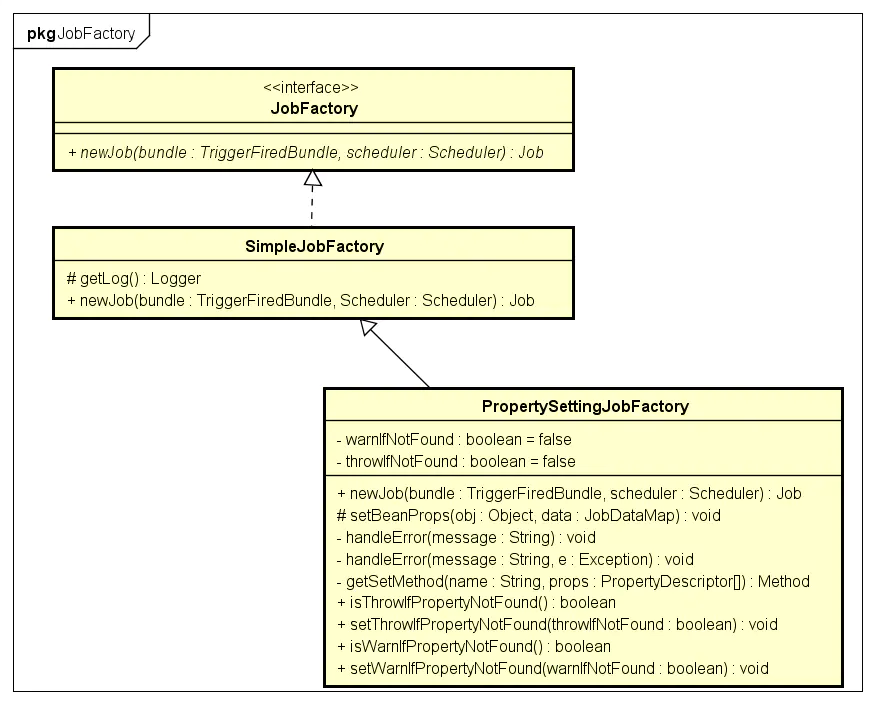 pkg JobFactory
<<interface>>
JobFactory
+ newJob(bundle : TriggerFiredBundle, scheduler : Scheduler) : Job
SimpleJobFactory
# getLog() : Logger
+ newJob(bundle : TriggerFiredBundle, Scheduler : Scheduler) : Job
PropertySettingJobFactory
- warnIfNotFound : boolean = false
- throwIfNotFound : boolean = false
+ newJob(bundle : TriggerFiredBundle, scheduler : Scheduler) : Job
# setBeanProps(obj : Object, data : JobDataMap) : void
- handleError(message : String) : void
- handleError(message : String, e : Exception) : void
- getSetMethod(name : String, props : PropertyDescriptor[]) : Method
+ isThrowIfPropertyNotFound() : boolean
+ setThrowIfPropertyNotFound(throwIfNotFound : boolean) : void
+ isWarnIfPropertyNotFound() : boolean
+ setWarnIfPropertyNotFound(warnIfNotFound : boolean) : void